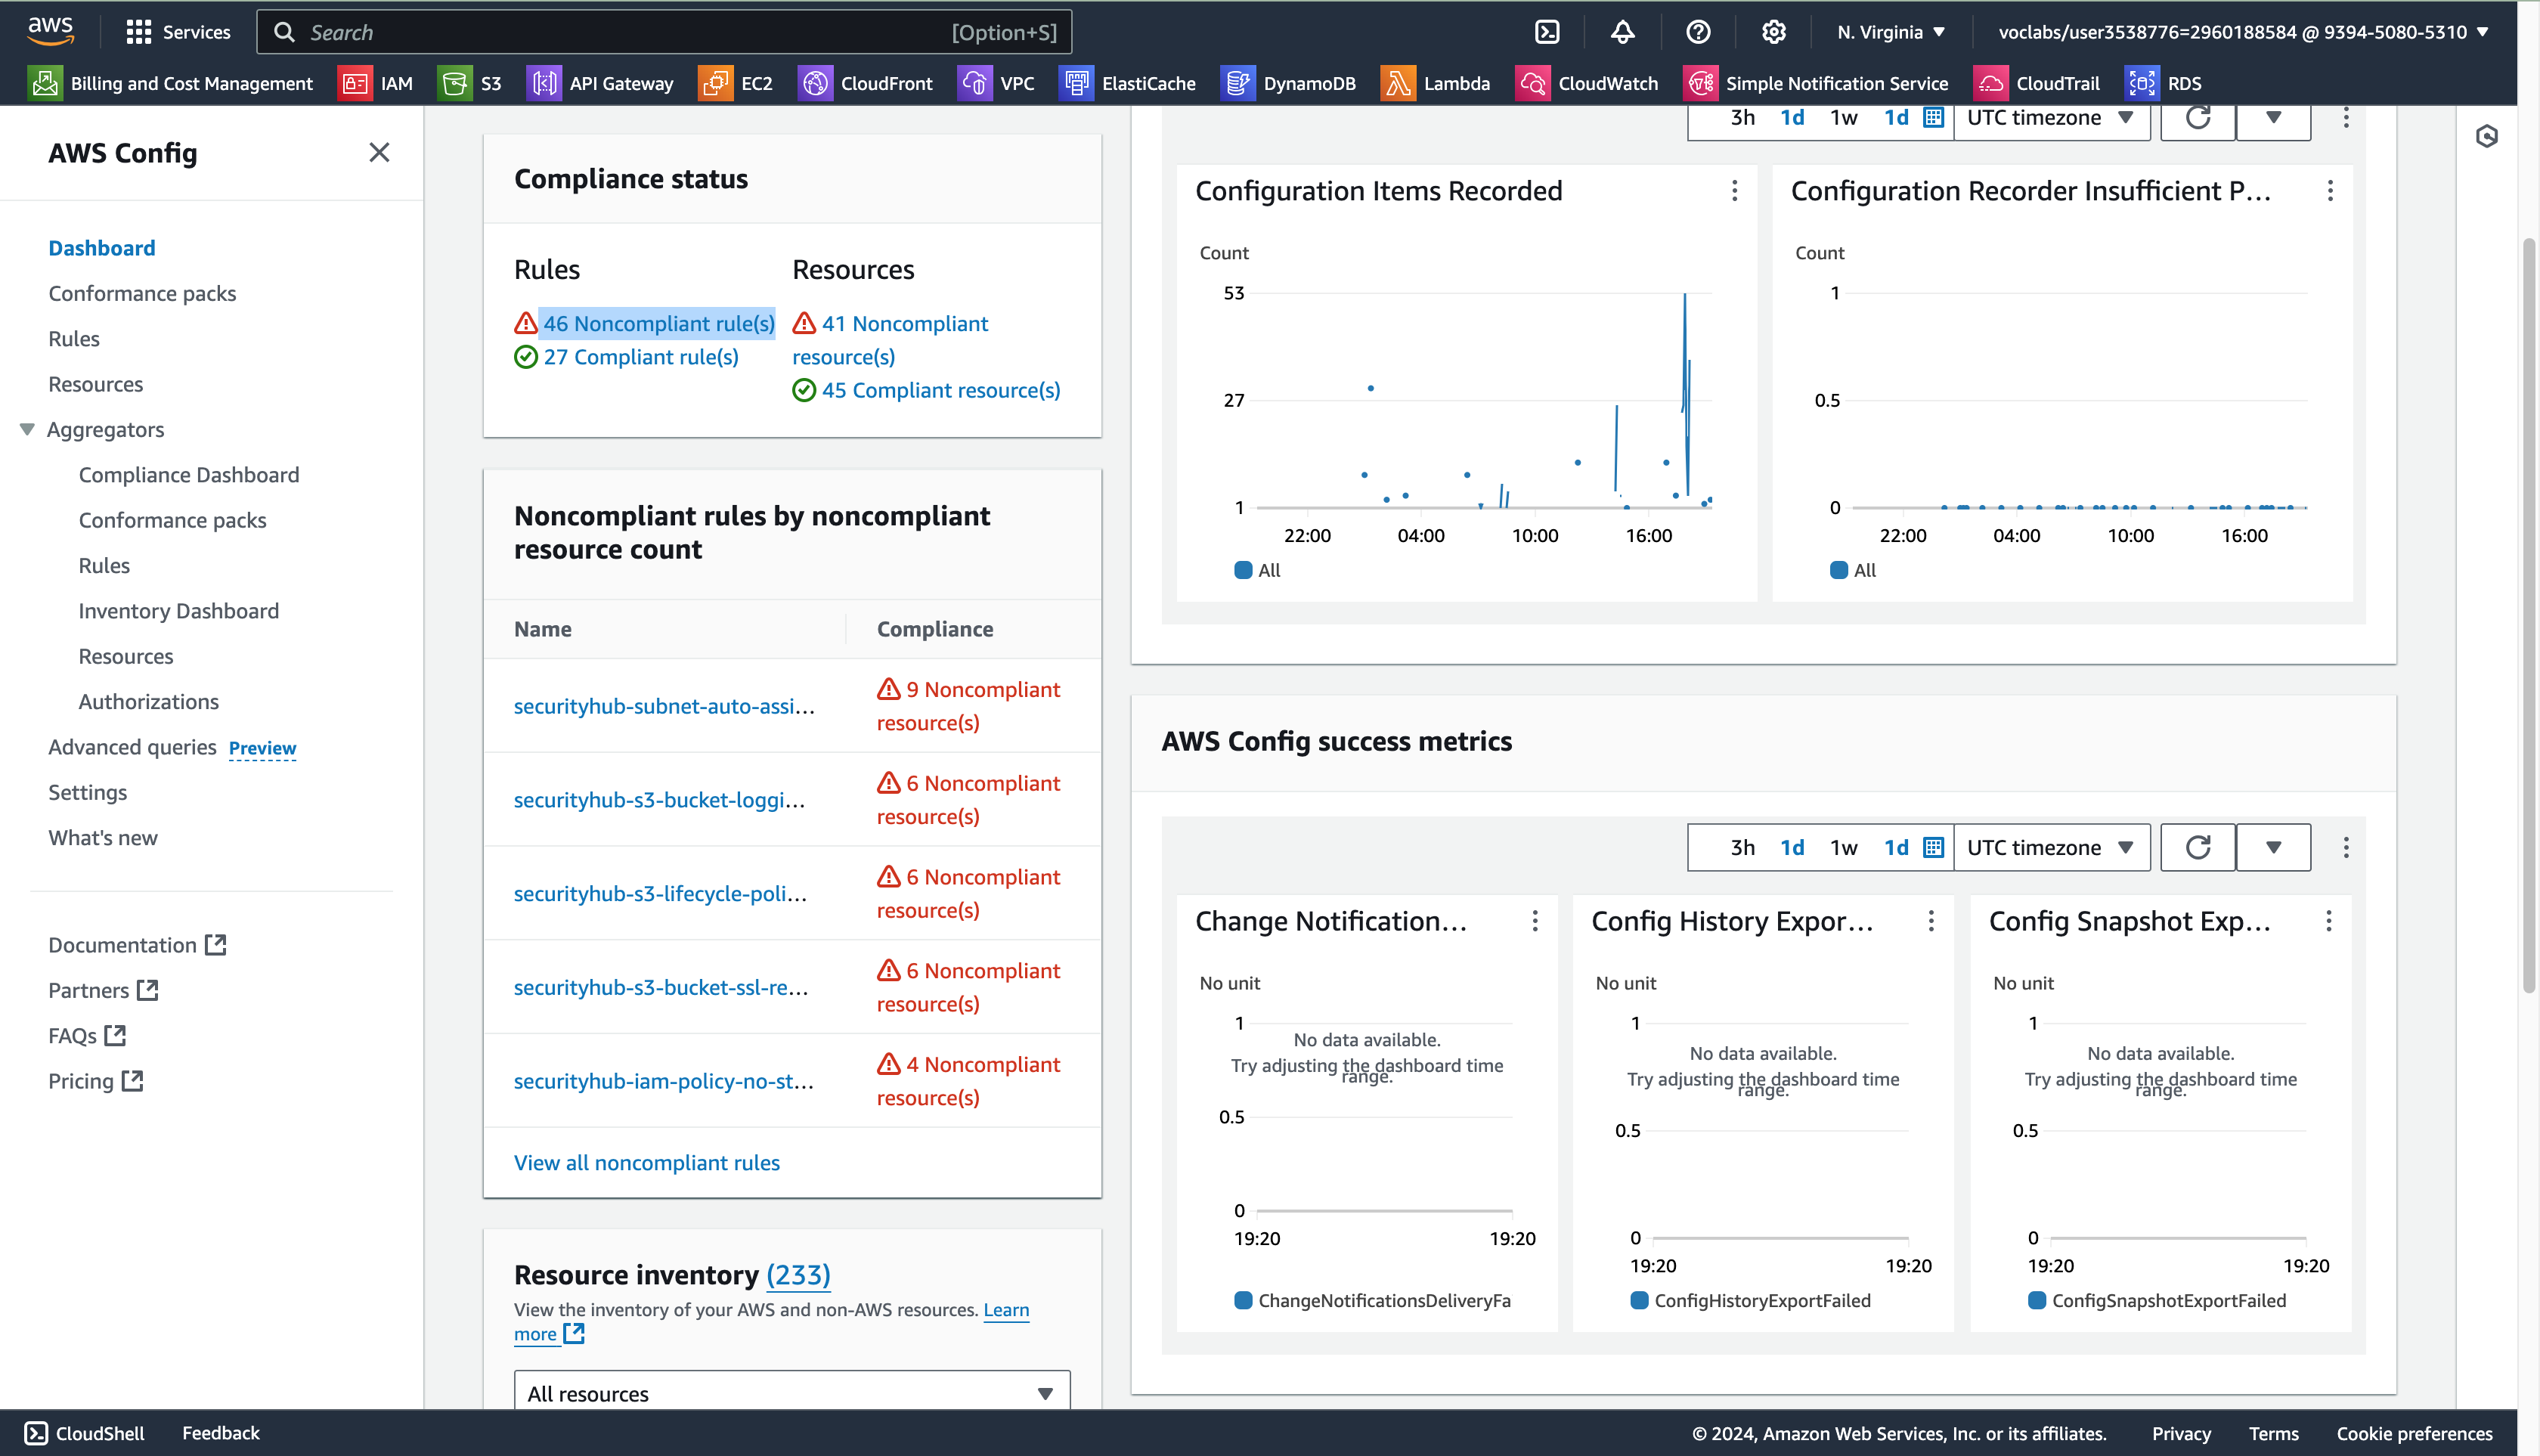 aws
Services
Search
[Option+S]
N. Virginia
voclabs/user3538776=2960188584 @ 9394-5080-5310
Billing and Cost Management
IAM
S3
API Gateway
EC2
CloudFront
VPC
ElastiCache
DynamoDB
Lambda
CloudWatch
Simple Notification Service
CloudTrail
RDS
AWS Config
Dashboard
Conformance packs
Rules
Resources
Aggregators
Compliance Dashboard
Conformance packs
Rules
Inventory Dashboard
Resources
Authorizations
Advanced queries Preview
Settings
What's new
Documentation
Partners
FAQs
Pricing
Compliance status
Rules
46 Noncompliant rule(s)
27 Compliant rule(s)
Resources
41 Noncompliant
resource(s)
45 Compliant resource(s)
Noncompliant rules by noncompliant
resource count
Name
Compliance
securityhub-subnet-auto-assi...
9 Noncompliant
resource(s)
securityhub-s3-bucket-loggi...
6 Noncompliant
resource(s)
securityhub-s3-lifecycle-poli...
6 Noncompliant
resource(s)
securityhub-s3-bucket-ssl-re...
6 Noncompliant
resource(s)
securityhub-iam-policy-no-st...
4 Noncompliant
resource(s)
View all noncompliant rules
Resource inventory (233)
View the inventory of your AWS and non-AWS resources. Learn
more
All resources
3h 1d 1w 1d UTC timezone
Configuration Items Recorded
Count
53
27
1
22:00 04:00 10:00 16:00
All
Configuration Recorder Insufficient P...
Count
1
0.5
0
22:00 04:00 10:00 16:00
All
AWS Config success metrics
3h 1d 1w 1d UTC timezone
Change Notification...
No unit
1
No data available.
Try adjusting the dashboard time
range.
0.5
0
19:20 19:20
ChangeNotificationsDeliveryFa
Config History Expor...
No unit
1
No data available.
Try adjusting the dashboard time
range.
0.5
0
19:20 19:20
ConfigHistoryExportFailed
Config Snapshot Exp...
No unit
1
No data available.
Try adjusting the dashboard time
range.
0.5
0
19:20 19:20
ConfigSnapshotExportFailed
CloudShell
Feedback
© 2024, Amazon Web Services, Inc. or its affiliates.
Privacy
Terms
Cookie preferences